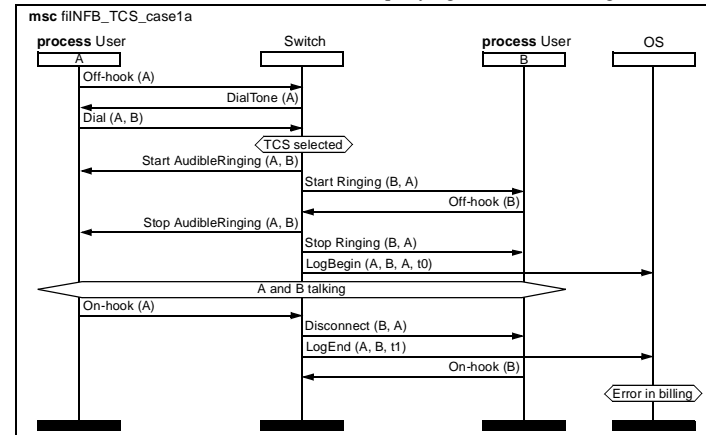 msc filNFB_TCS_case1a
process User
Switch
process User
OS
A
B
Off-hook (A)
DialTone (A)
Dial (A, B)
TCS selected
Start AudibleRinging (A, B)
Start Ringing (B, A)
Off-hook (B)
Stop AudibleRinging (A, B)
Stop Ringing (B, A)
LogBegin (A, B, A, t0)
A and B talking
On-hook (A)
Disconnect (B, A)
LogEnd (A, B, t1)
On-hook (B)
Error in billing